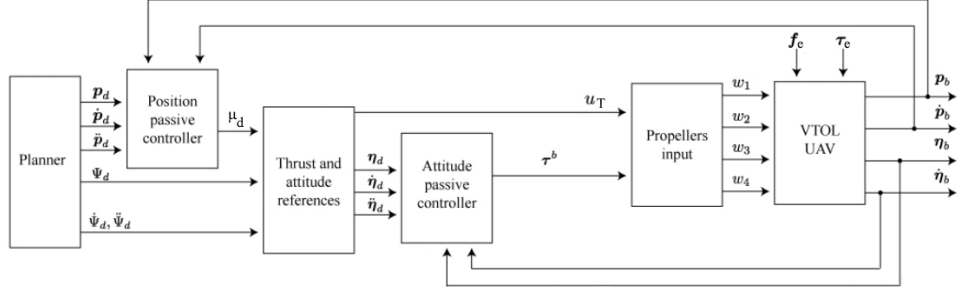 Planner
p_d
ṗ_d
p̈_d
Ψ_d
Ψ̇_d, Ψ̈_d
Position
passive
controller
μ_d
Thrust and
attitude
references
η_d
η̇_d
η̈_d
Attitude
passive
controller
u_T
τ^b
Propellers
input
w_1
w_2
w_3
w_4
f_e
τ_e
VTOL
UAV
p_b
ṗ_b
η_b
η̇_b